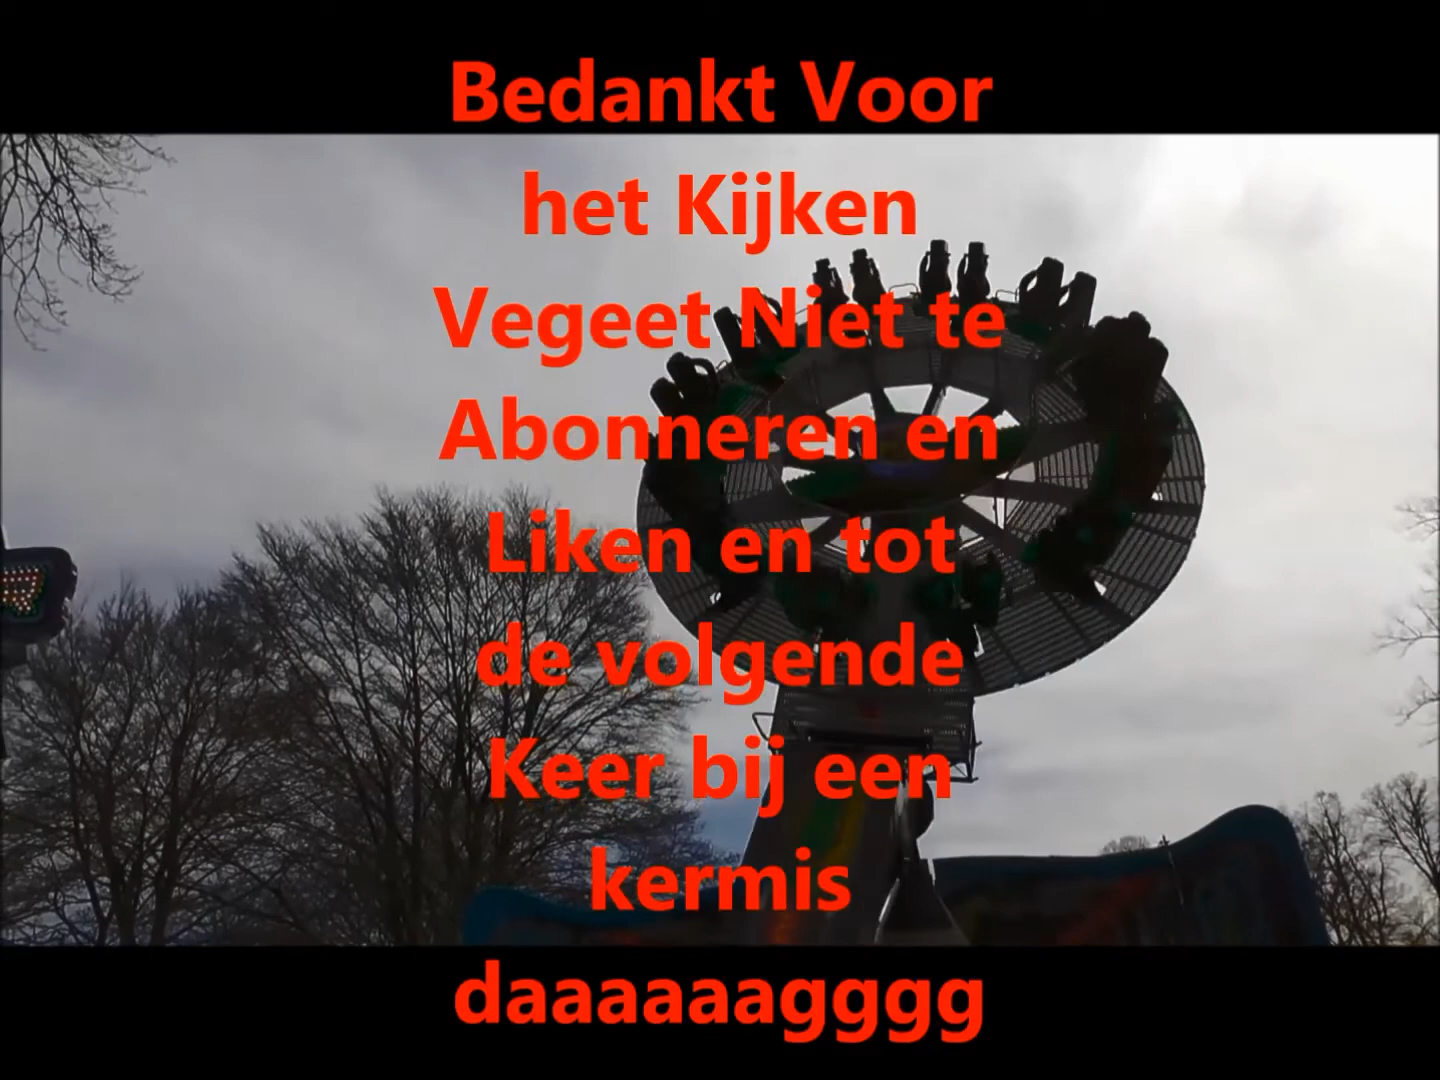 Bedankt Voor
het Kijken
Vegeet Niet te
Abonneren en
Liken en tot
de volgende
Keer bij een
kermis
daaaaaagggg